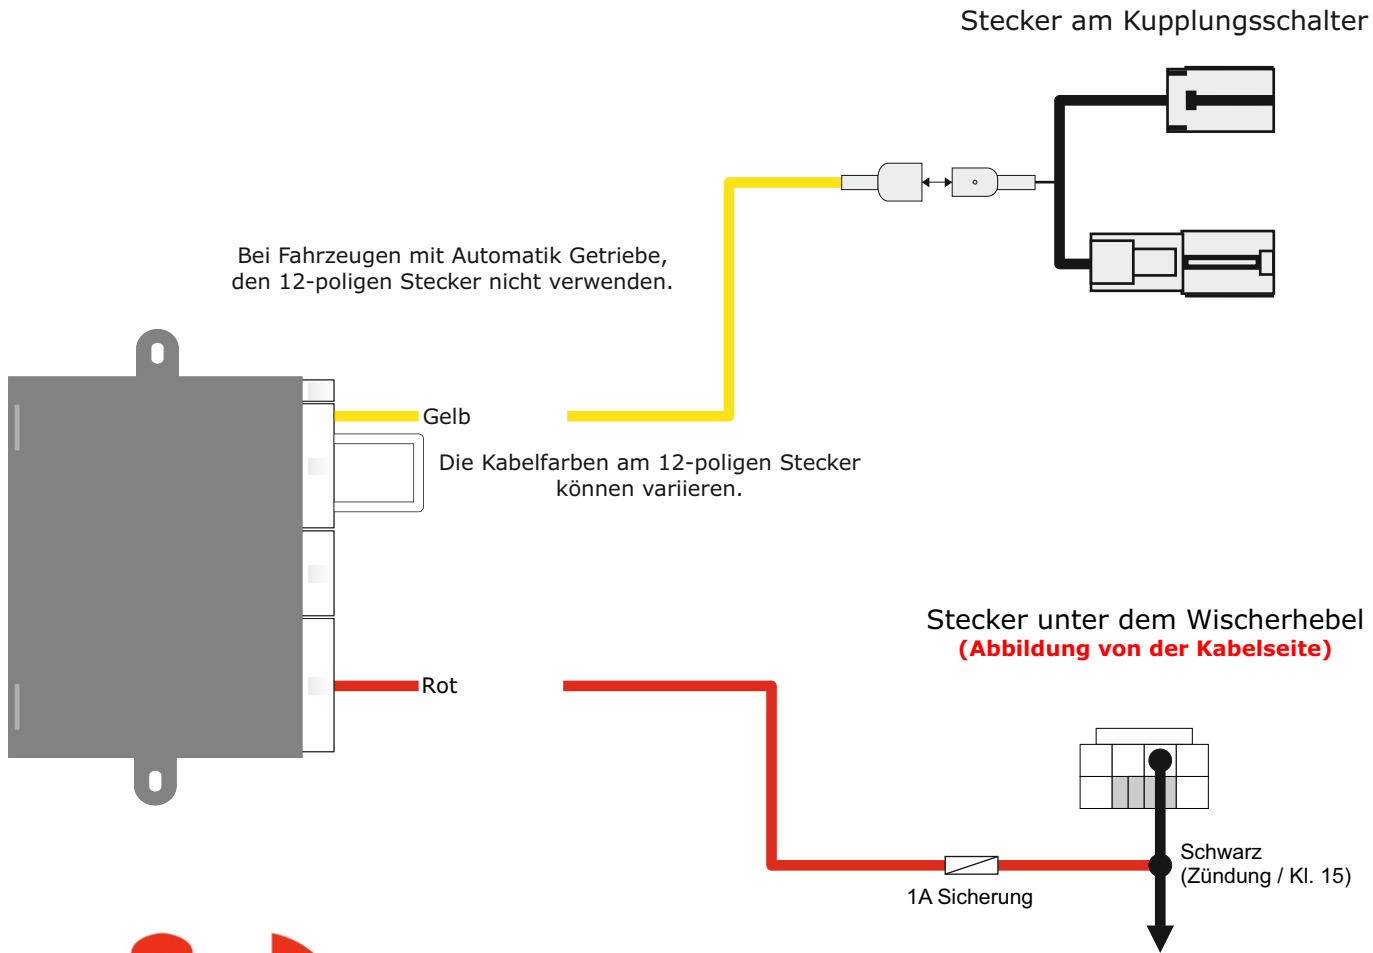 Stecker am Kupplungsschalter
Bei Fahrzeugen mit Automatik Getriebe,
den 12-poligen Stecker nicht verwenden.
Gelb
Die Kabelfarben am 12-poligen Stecker
können variieren.
Stecker unter dem Wischerhebel
(Abbildung von der Kabelseite)
Rot
Schwarz
(Zündung / Kl. 15)
1A Sicherung